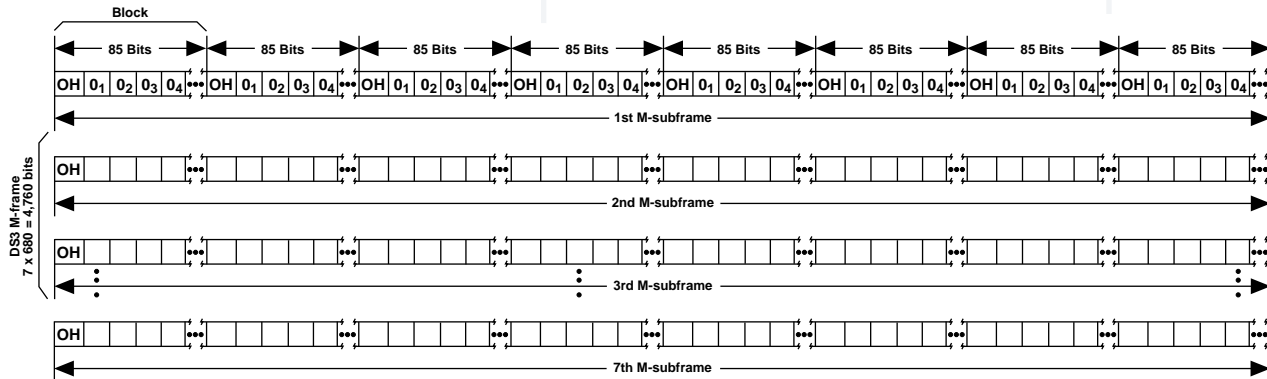 Block
85 Bits 85 Bits 85 Bits 85 Bits 85 Bits 85 Bits 85 Bits 85 Bits
OH 0₁ 0₂ 0₃ 0₄ ••• OH 0₁ 0₂ 0₃ 0₄ ••• OH 0₁ 0₂ 0₃ 0₄ ••• OH 0₁ 0₂ 0₃ 0₄ ••• OH 0₁ 0₂ 0₃ 0₄ ••• OH 0₁ 0₂ 0₃ 0₄ ••• OH 0₁ 0₂ 0₃ 0₄ ••• OH 0₁ 0₂ 0₃ 0₄ •••
1st M-subframe
DS3 M-frame
7 x 680 = 4,760 bits
OH ••• ••• ••• ••• ••• ••• ••• •••
2nd M-subframe
OH ••• ••• ••• ••• ••• ••• ••• •••
3rd M-subframe
OH ••• ••• ••• ••• ••• ••• ••• •••
7th M-subframe